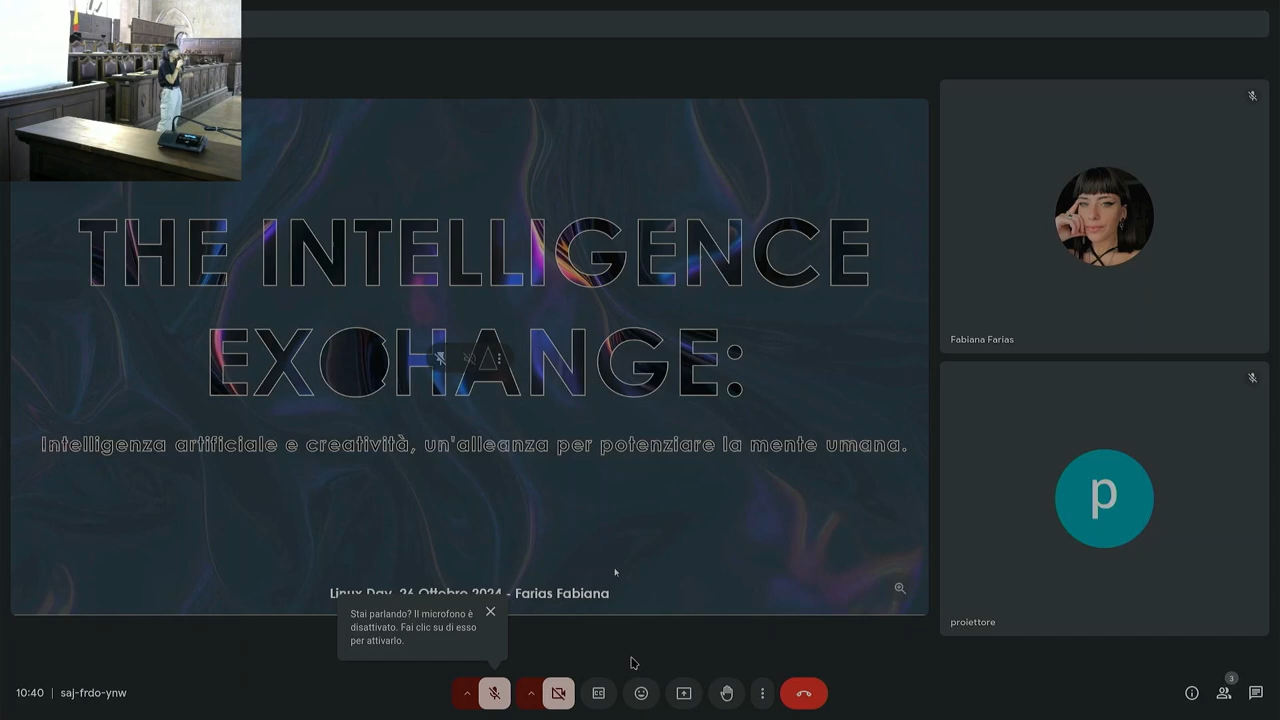 THE INTELLIGENCE
EXCHANGE:
Intelligenza artificiale e creatività, un'alleanza per potenziare la mente umana.
Linux Day, 26 Ottobre 2024 - Farias Fabiana
Stai parlando? Il microfono è
disattivato. Fai clic su di esso
per attivarlo.
Fabiana Farias
p
proiettore
10:40 | saj-frdo-ynw
3